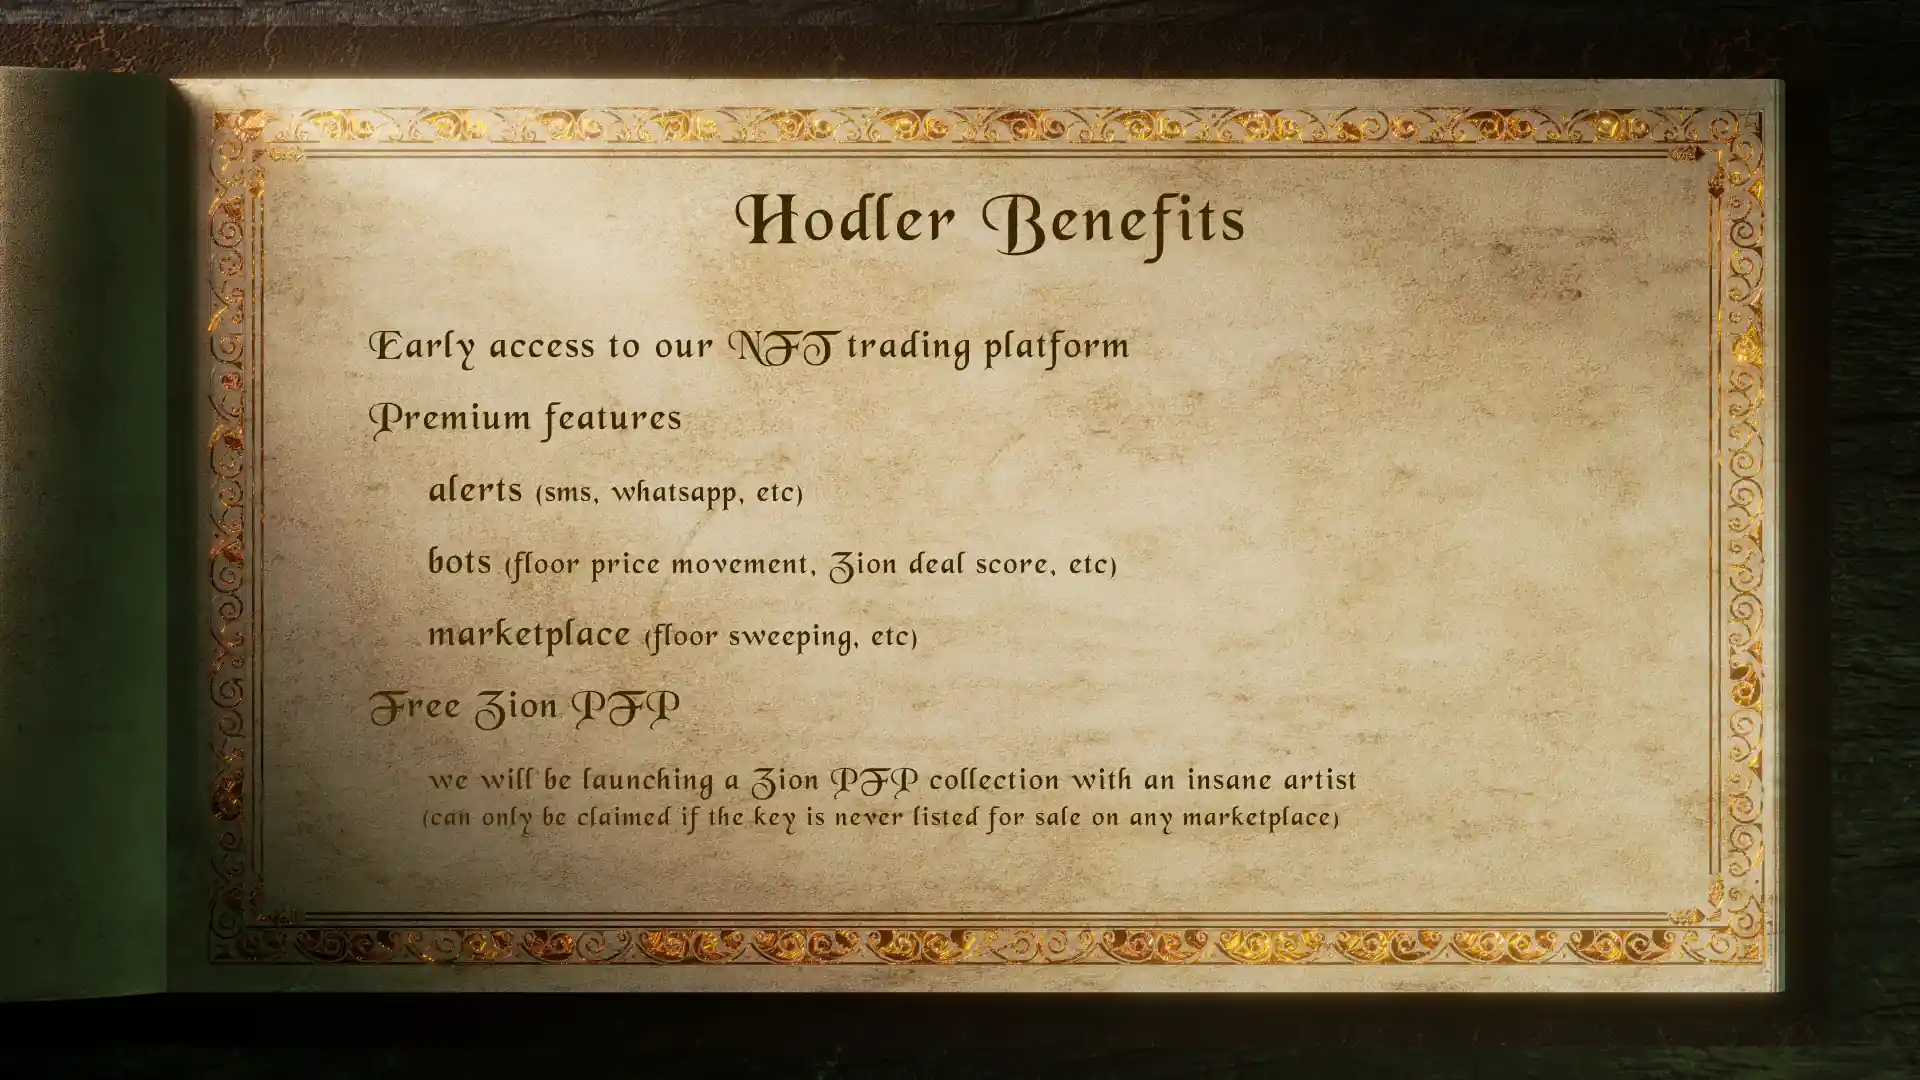 Hodler Benefits
Early access to our NFT trading platform
Premium features
alerts (sms, whatsapp, etc)
bots (floor price movement, Zion deal score, etc)
marketplace (floor sweeping, etc)
Free Zion PFP
we will be launching a Zion PFP collection with an insane artist
(can only be claimed if the key is never listed for sale on any marketplace)